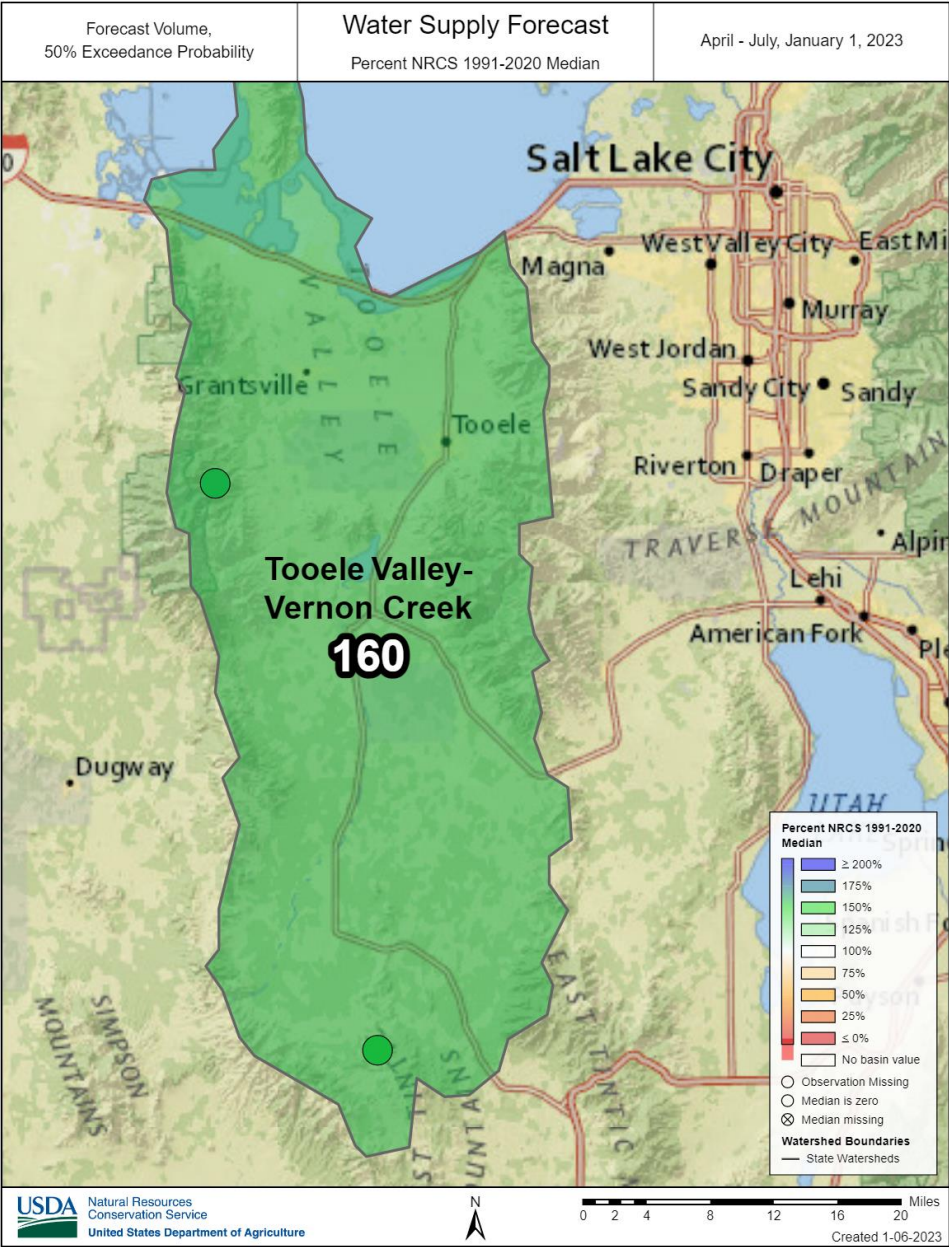 Forecast Volume,
50% Exceedance Probability
Water Supply Forecast
Percent NRCS 1991-2020 Median
April - July, January 1, 2023
0
Salt Lake City
West Valley City
East Mi
Magna
Murray
West Jordan
Sandy City
Sandy
Riverton
Draper
TRAVERSE MOUNTAIN
Alpin
Lehi
American Fork
Ple
TOOELE
VALLEY
Grantsville
Tooele
Tooele Valley-
Vernon Creek
160
Dugway
UTAH
SIMPSON
MOUNTAINS
EAST TINTIC
Percent NRCS 1991-2020
Median
≥ 200%
175%
150%
125%
100%
75%
50%
25%
≤ 0%
No basin value
Observation Missing
Median is zero
Median missing
Watershed Boundaries
State Watersheds
USDA
Natural Resources
Conservation Service
United States Department of Agriculture
N
Miles
0 2 4 8 12 16 20
Created 1-06-2023